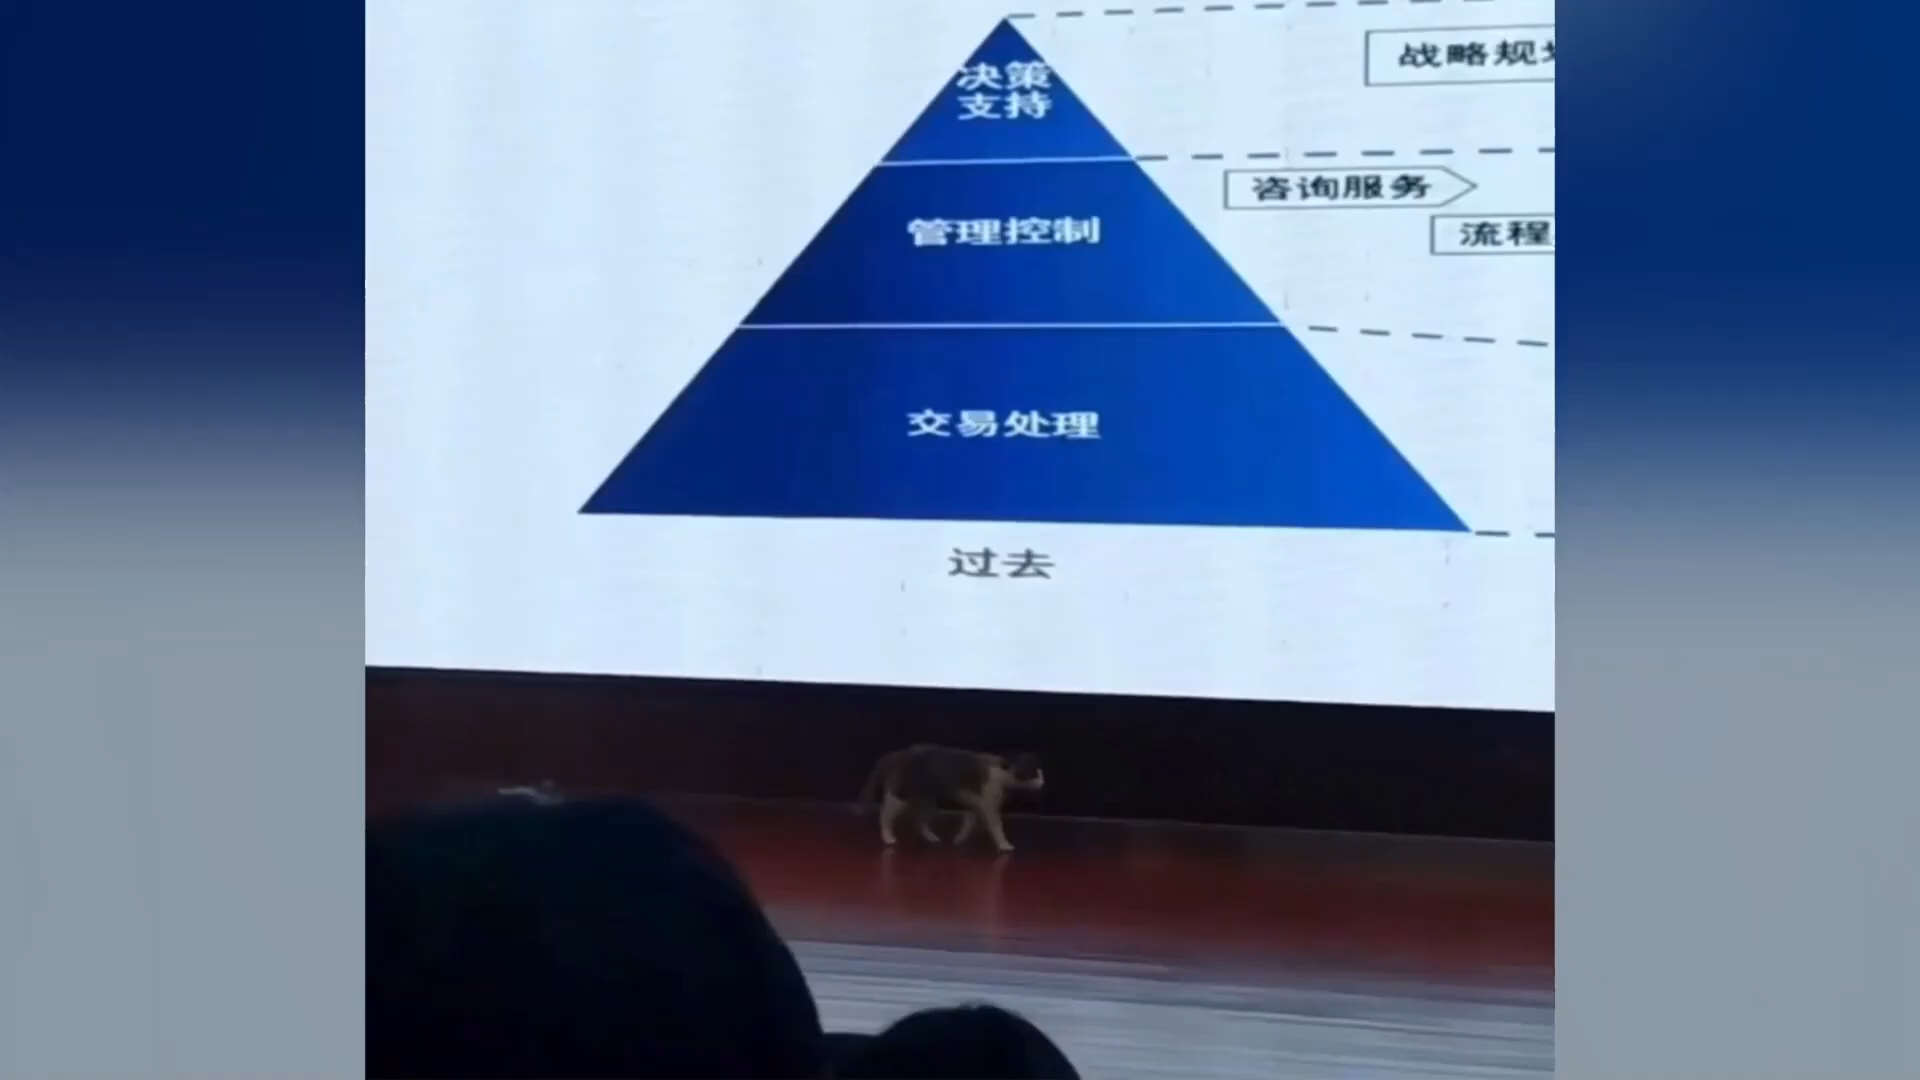 决策
支持
战略规
管理控制
咨询服务
流程
交易处理
过去